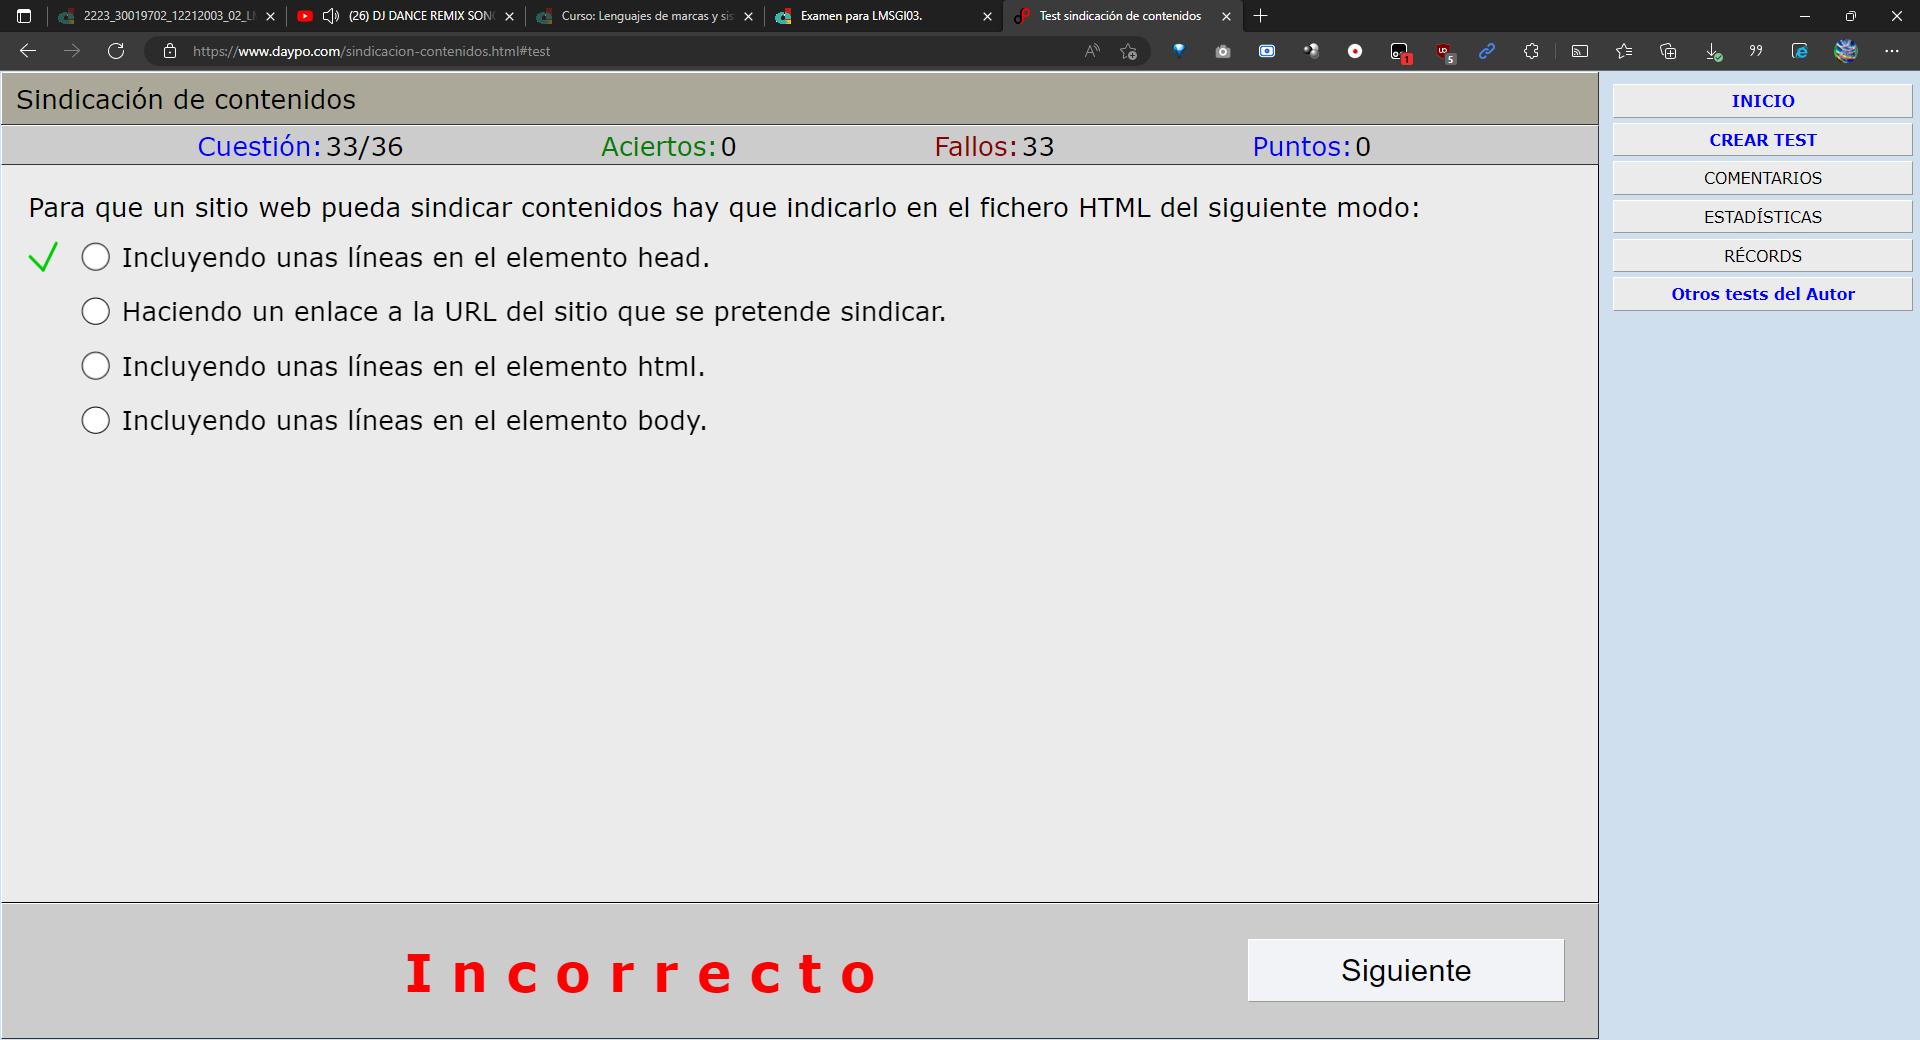 2223_30019702_12212003_02_L
(26) DJ DANCE REMIX SONG
Curso: Lenguajes de marcas y sis
Examen para LMSGI03.
Test sindicación de contenidos
https://www.daypo.com/sindicacion-contenidos.html#test
1
5
Sindicación de contenidos
Cuestión: 33/36 Aciertos: 0 Fallos: 33 Puntos: 0
Para que un sitio web pueda sindicar contenidos hay que indicarlo en el fichero HTML del siguiente modo:
Incluyendo unas líneas en el elemento head.
Haciendo un enlace a la URL del sitio que se pretende sindicar.
Incluyendo unas líneas en el elemento html.
Incluyendo unas líneas en el elemento body.
Incorrecto
Siguiente
INICIO
CREAR TEST
COMENTARIOS
ESTADÍSTICAS
RÉCORDS
Otros tests del Autor